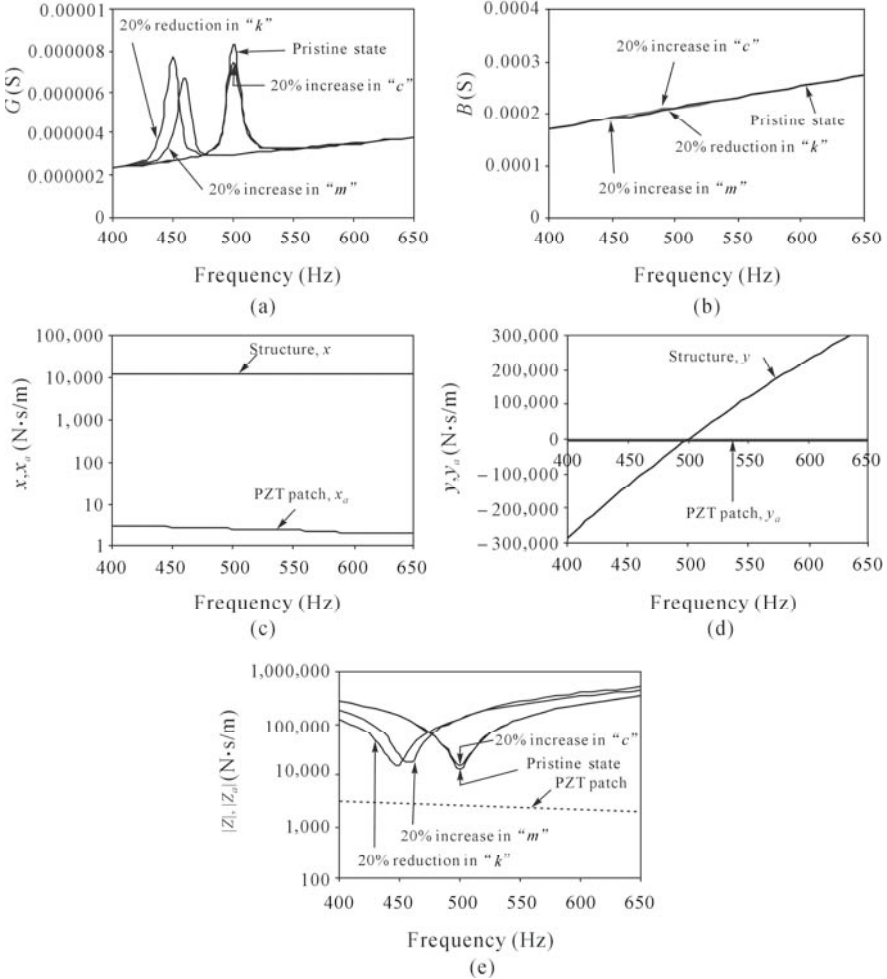 0.000008
0.000006
0.000004
0.000002
0
G(S)
20% reduction in “k”
Pristine state
20% increase in “c”
20% increase in “m”
400 450 500 550 600 650
Frequency (Hz)
(a)
0.0004
0.0003
0.0002
0.0001
0.0000
B(S)
20% increase in “c”
Pristine state
20% reduction in “k”
20% increase in “m”
400 450 500 550 600 650
Frequency (Hz)
(b)
100,000
10,000
1,000
100
10
1
x,xa (N·s/m)
Structure, x
PZT patch, xa
400 450 500 550 600 650
Frequency (Hz)
(c)
300,000
200,000
100,000
0
−100,000
−200,000
−300,000
y,ya (N·s/m)
Structure, y
400 450 500 550 600 650
PZT patch, ya
400 450 500 550 600 650
Frequency (Hz)
(d)
1,000,000
100,000
10,000
1,000
100
|Z|, |Za| (N·s/m)
20% increase in “c”
Pristine state
PZT patch
20% increase in “m”
20% reduction in “k”
400 450 500 550 600 650
Frequency (Hz)
(e)